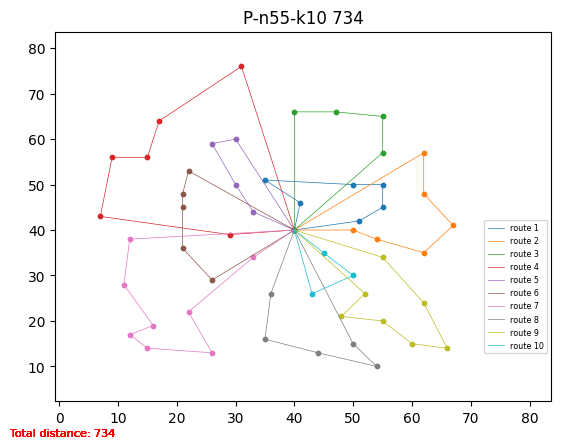 P-n55-k10 734
80
70
60
50
40
30
20
10
0 10 20 30 40 50 60 70 80
route 1
route 2
route 3
route 4
route 5
route 6
route 7
route 8
route 9
route 10
Total distance: 734